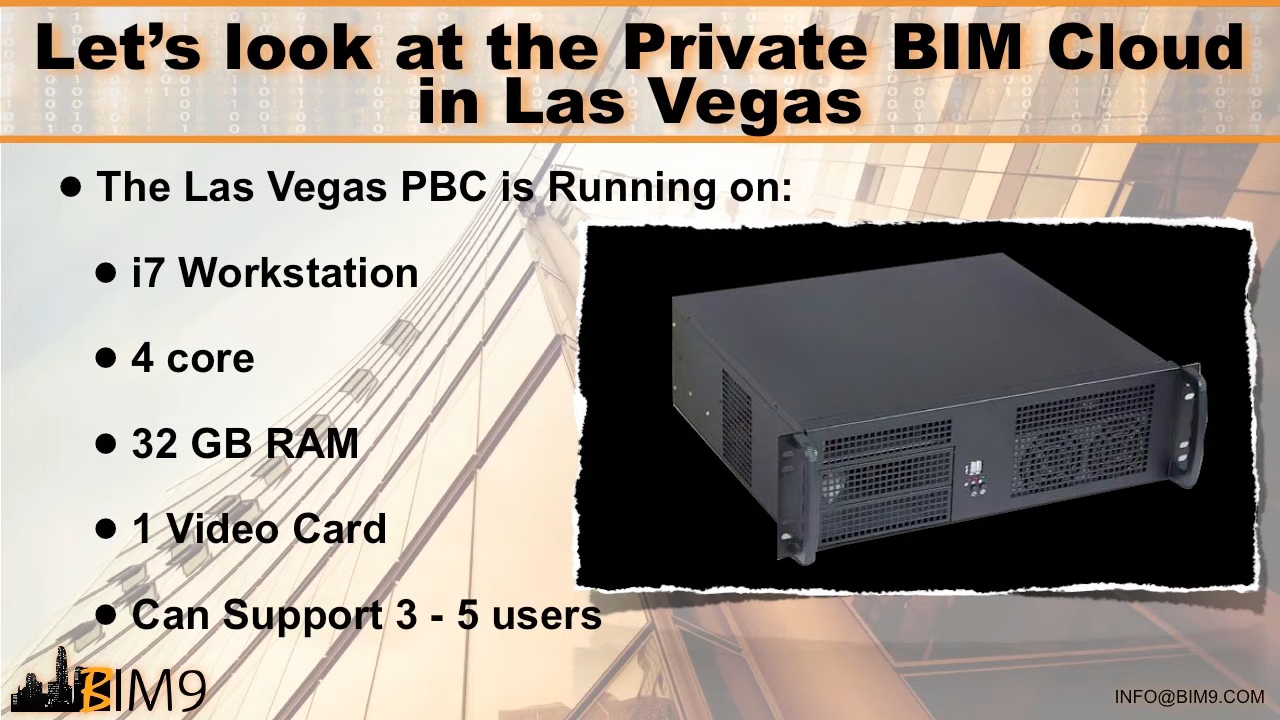 Let’s look at the Private BIM Cloud
in Las Vegas
• The Las Vegas PBC is Running on:
• i7 Workstation
• 4 core
• 32 GB RAM
• 1 Video Card
• Can Support 3 - 5 users
BIM9
INFO@BIM9.COM